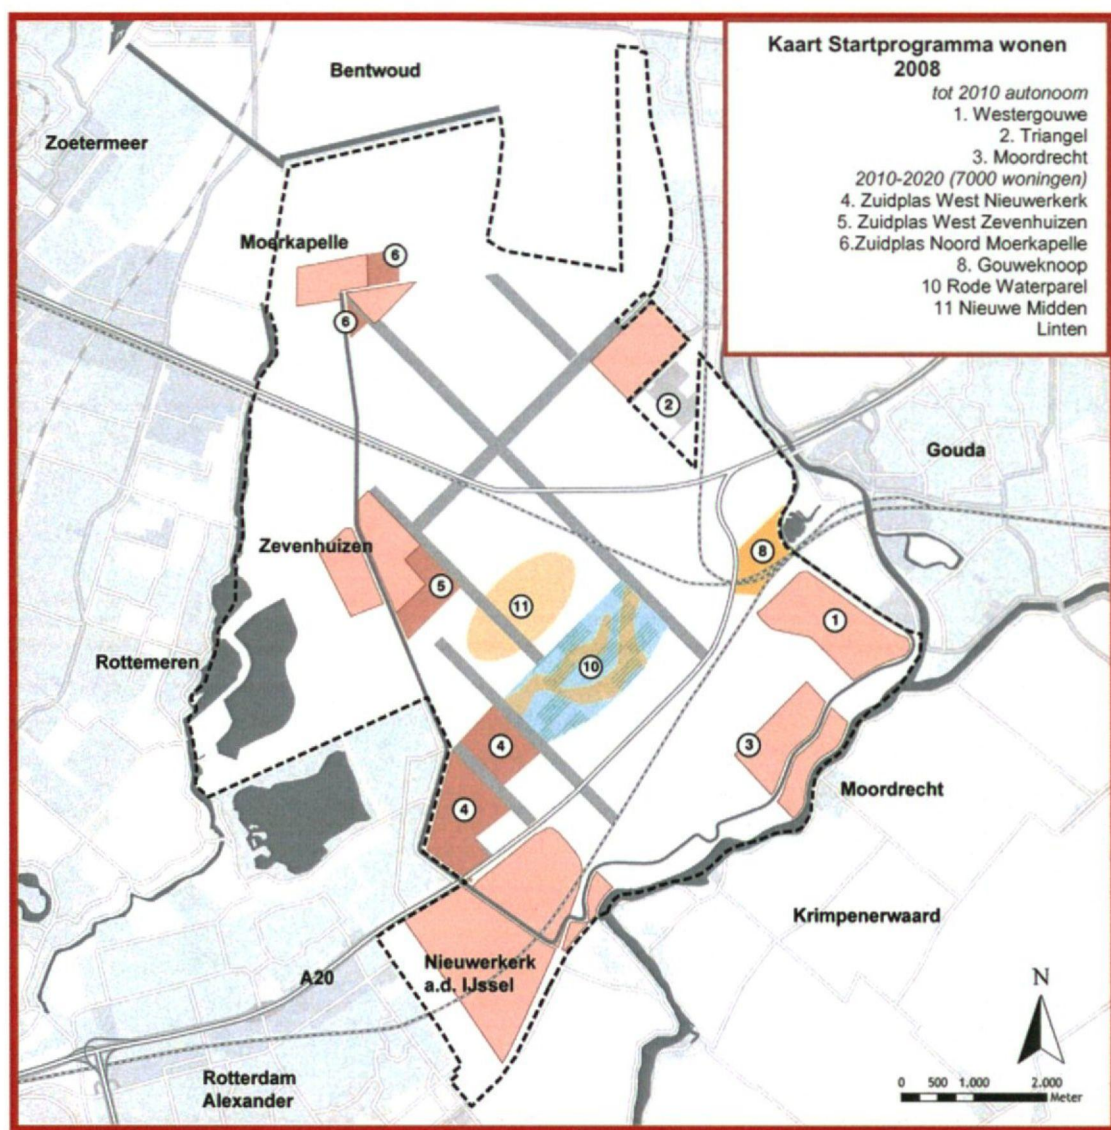 Kaart Startprogramma wonen
2008
tot 2010 autonoom
1. Westergouwe
2. Triangel
3. Moordrecht
2010-2020 (7000 woningen)
4. Zuidplas West Nieuwerkerk
5. Zuidplas West Zevenhuizen
6.Zuidplas Noord Moerkapelle
8. Gouweknoop
10 Rode Waterparel
11 Nieuwe Midden
Linten
Bentwoud
Zoetermeer
Moerkapelle
6
6
2
Gouda
8
Zevenhuizen
5
11
1
Rottemeren
10
4
3
Moordrecht
4
Krimpenerwaard
Nieuwerkerk
a.d. IJssel
A20
N
Rotterdam
Alexander
0 500 1.000 2.000
Meter